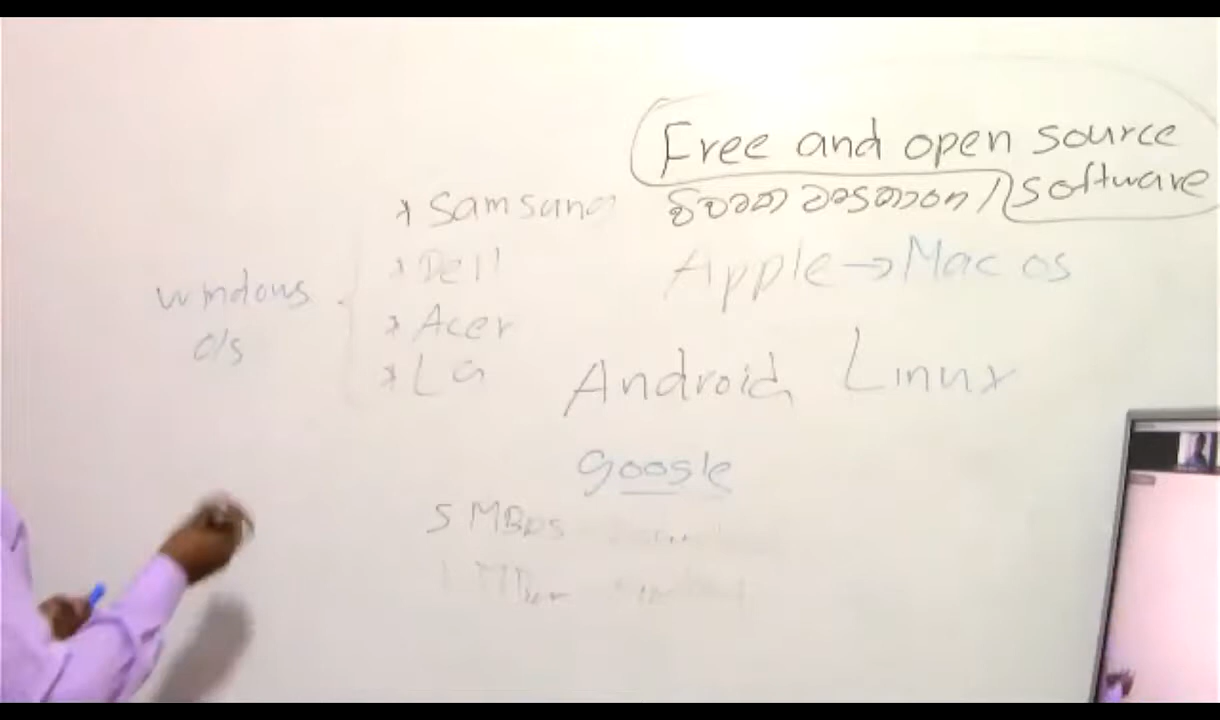 Free and open source
software
* Samsung
Apple → Mac os
* Dell
windows
o/s
* Acer
* LG
Android Linux
google
5 MBps